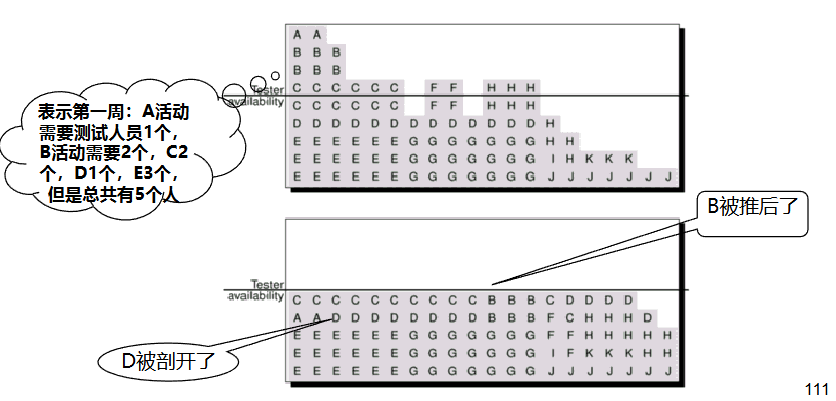 A A
B B B
B B B
C C C C C C F F H H H
Tester
availability
C C C C C C F F H H H
D D D D D D D D D D D D D H
E E E E E E G G G G G G G H H
E E E E E E G G G G G G G I H K K K
E E E E E E G G G G G G G J J J J J J J
表示第一周：A活动
需要测试人员1个，
B活动需要2个，C2
个，D1个，E3个，
但是总共有5个人
B被推后了
Tester
availability
C C C C C C C C C C B B B C D D D D
A A D D D D D D D D B B B F C H H H D
E E E E E E G G G G G G G F F H H H H H
E E E E E E G G G G G G G I F K K K H H
E E E E E E G G G G G G G J J J J J J J
D被剖开了
111